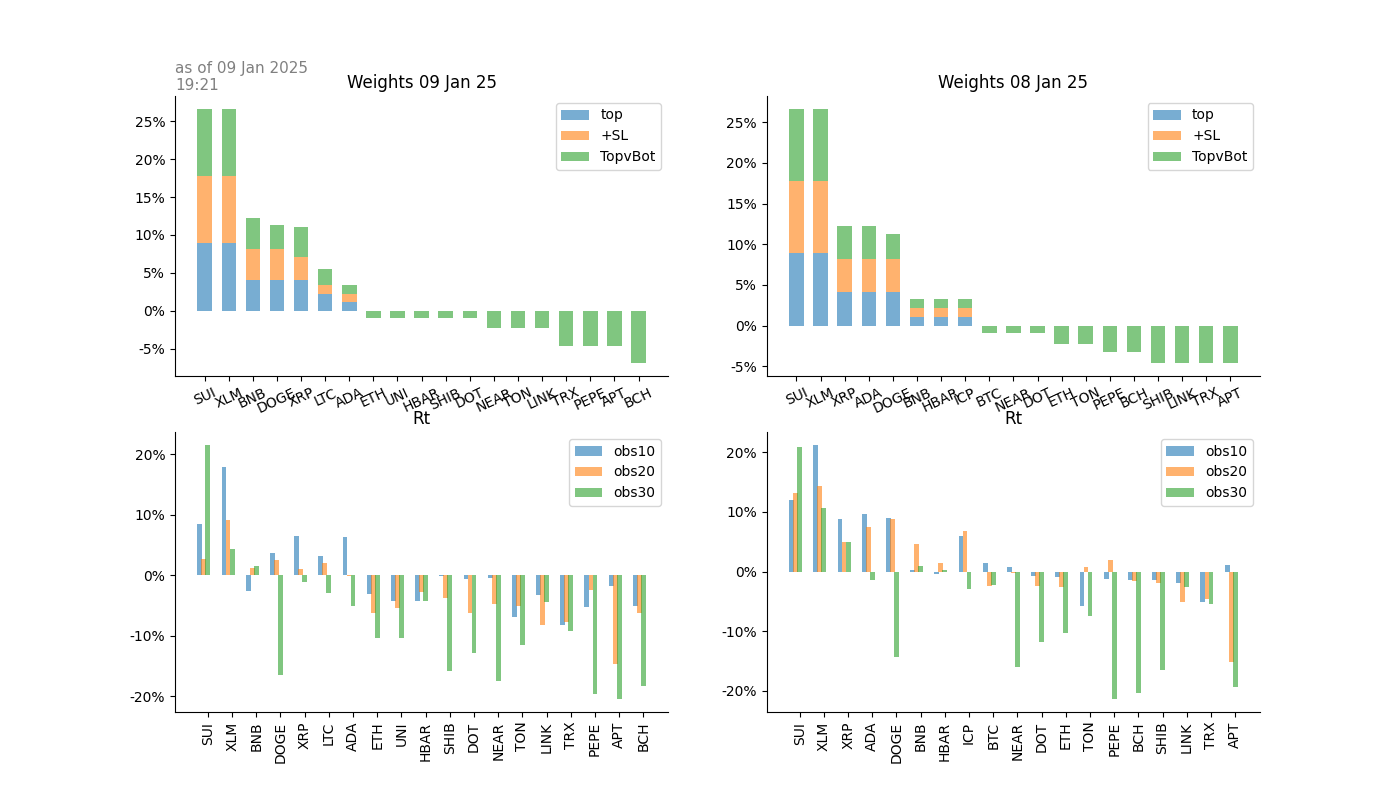 as of 09 Jan 2025
19:21
Weights 09 Jan 25
25%
20%
15%
10%
5%
0%
-5%
top
+SL
TopvBot
SUI XLM BNB DOGE XRP LTC ADA ETH UNI HBAR SHIB DOT NEAR TON LINK TRX PEPE APT BCH
Weights 08 Jan 25
25%
20%
15%
10%
5%
0%
-5%
top
+SL
TopvBot
SUI XLM XRP ADA DOGE BNB HBAR ICP BTC NEAR DOT ETH TON PEPE BCH SHIB LINK TRX APT
Rt
20%
10%
0%
-10%
-20%
obs10
obs20
obs30
SUI XLM BNB DOGE XRP LTC ADA ETH UNI HBAR SHIB DOT NEAR TON LINK TRX PEPE APT BCH
Rt
20%
10%
0%
-10%
-20%
obs10
obs20
obs30
SUI XLM XRP ADA DOGE BNB HBAR ICP BTC NEAR DOT ETH TON PEPE BCH SHIB LINK TRX APT